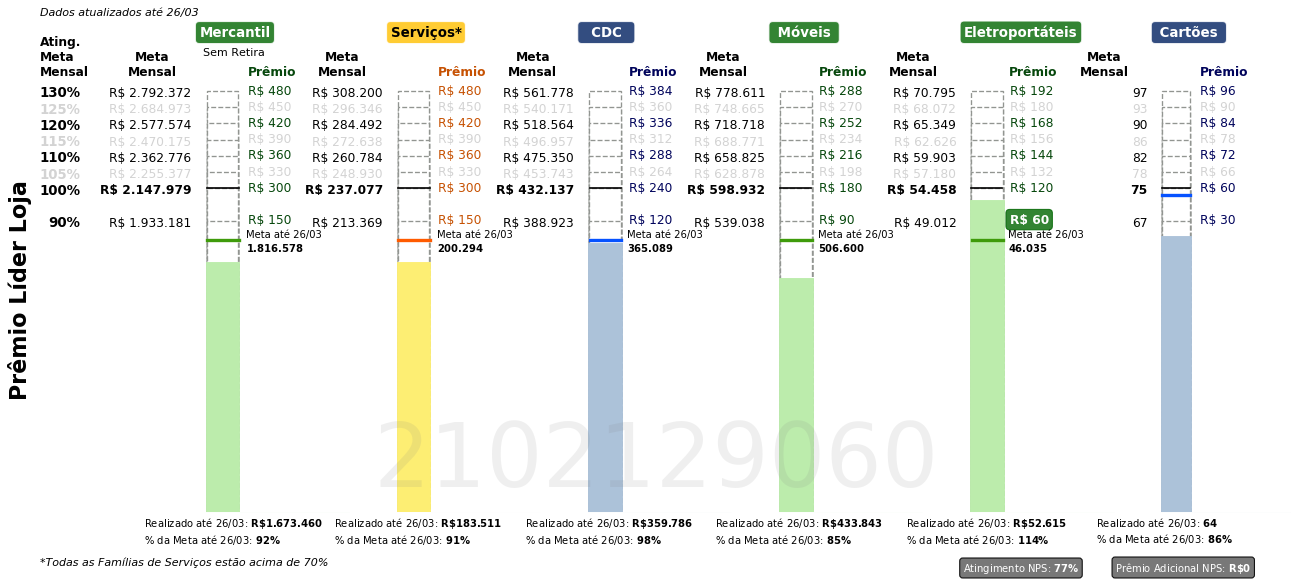 Dados atualizados até 26/03
Mercantil Serviços* CDC Móveis Eletroportáteis Cartões
Sem Retira
Ating. Meta Mensal
Meta Mensal Prêmio Meta Mensal Prêmio Meta Mensal Prêmio Meta Mensal Prêmio Meta Mensal Prêmio Meta Mensal Prêmio
130% R$ 2.792.372 R$ 480 R$ 308.200 R$ 480 R$ 561.778 R$ 384 R$ 778.611 R$ 288 R$ 70.795 R$ 192 97 R$ 96
125% R$ 2.684.973 R$ 450 R$ 296.346 R$ 450 R$ 540.171 R$ 360 R$ 748.665 R$ 270 R$ 68.072 R$ 180 93 R$ 90
120% R$ 2.577.574 R$ 420 R$ 284.492 R$ 420 R$ 518.564 R$ 336 R$ 718.718 R$ 252 R$ 65.349 R$ 168 90 R$ 84
115% R$ 2.470.175 R$ 390 R$ 272.638 R$ 390 R$ 496.957 R$ 312 R$ 688.771 R$ 234 R$ 62.626 R$ 156 86 R$ 78
110% R$ 2.362.776 R$ 360 R$ 260.784 R$ 360 R$ 475.350 R$ 288 R$ 658.825 R$ 216 R$ 59.903 R$ 144 82 R$ 72
105% R$ 2.255.377 R$ 330 R$ 248.930 R$ 330 R$ 453.743 R$ 264 R$ 628.878 R$ 198 R$ 57.180 R$ 132 78 R$ 66
100% R$ 2.147.979 R$ 300 R$ 237.077 R$ 300 R$ 432.137 R$ 240 R$ 598.932 R$ 180 R$ 54.458 R$ 120 75 R$ 60
90% R$ 1.933.181 R$ 150 R$ 213.369 R$ 150 R$ 388.923 R$ 120 R$ 539.038 R$ 90 R$ 49.012 R$ 60 67 R$ 30
Meta até 26/03 Meta até 26/03 Meta até 26/03 Meta até 26/03 Meta até 26/03
1.816.578 200.294 365.089 506.600 46.035
Prêmio Líder Loja
2102129060
Realizado até 26/03: R$1.673.460 Realizado até 26/03: R$183.511 Realizado até 26/03: R$359.786 Realizado até 26/03: R$433.843 Realizado até 26/03: R$52.615 Realizado até 26/03: 64
% da Meta até 26/03: 92% % da Meta até 26/03: 91% % da Meta até 26/03: 98% % da Meta até 26/03: 85% % da Meta até 26/03: 114% % da Meta até 26/03: 86%
*Todas as Famílias de Serviços estão acima de 70%
Atingimento NPS: 77% Prêmio Adicional NPS: R$0